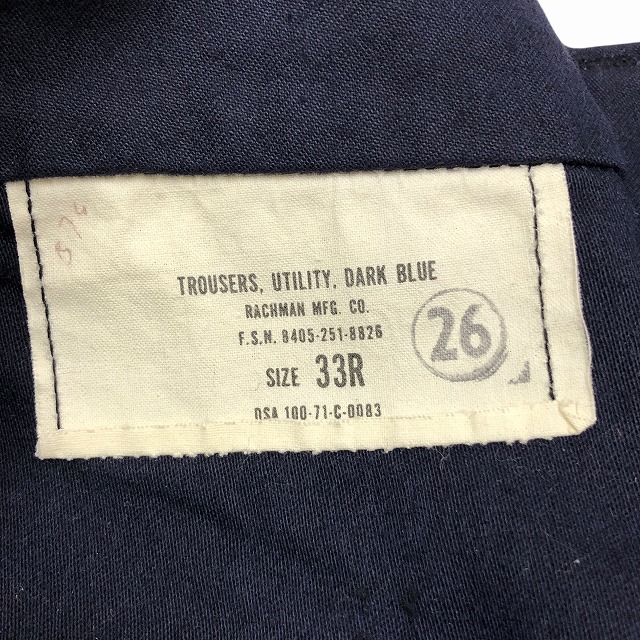 TROUSERS, UTILITY, DARK BLUE
RACHMAN MFG. CO.
F.S.N. 8405-251-8826
26
SIZE 33R
DSA 100-71-C-0083